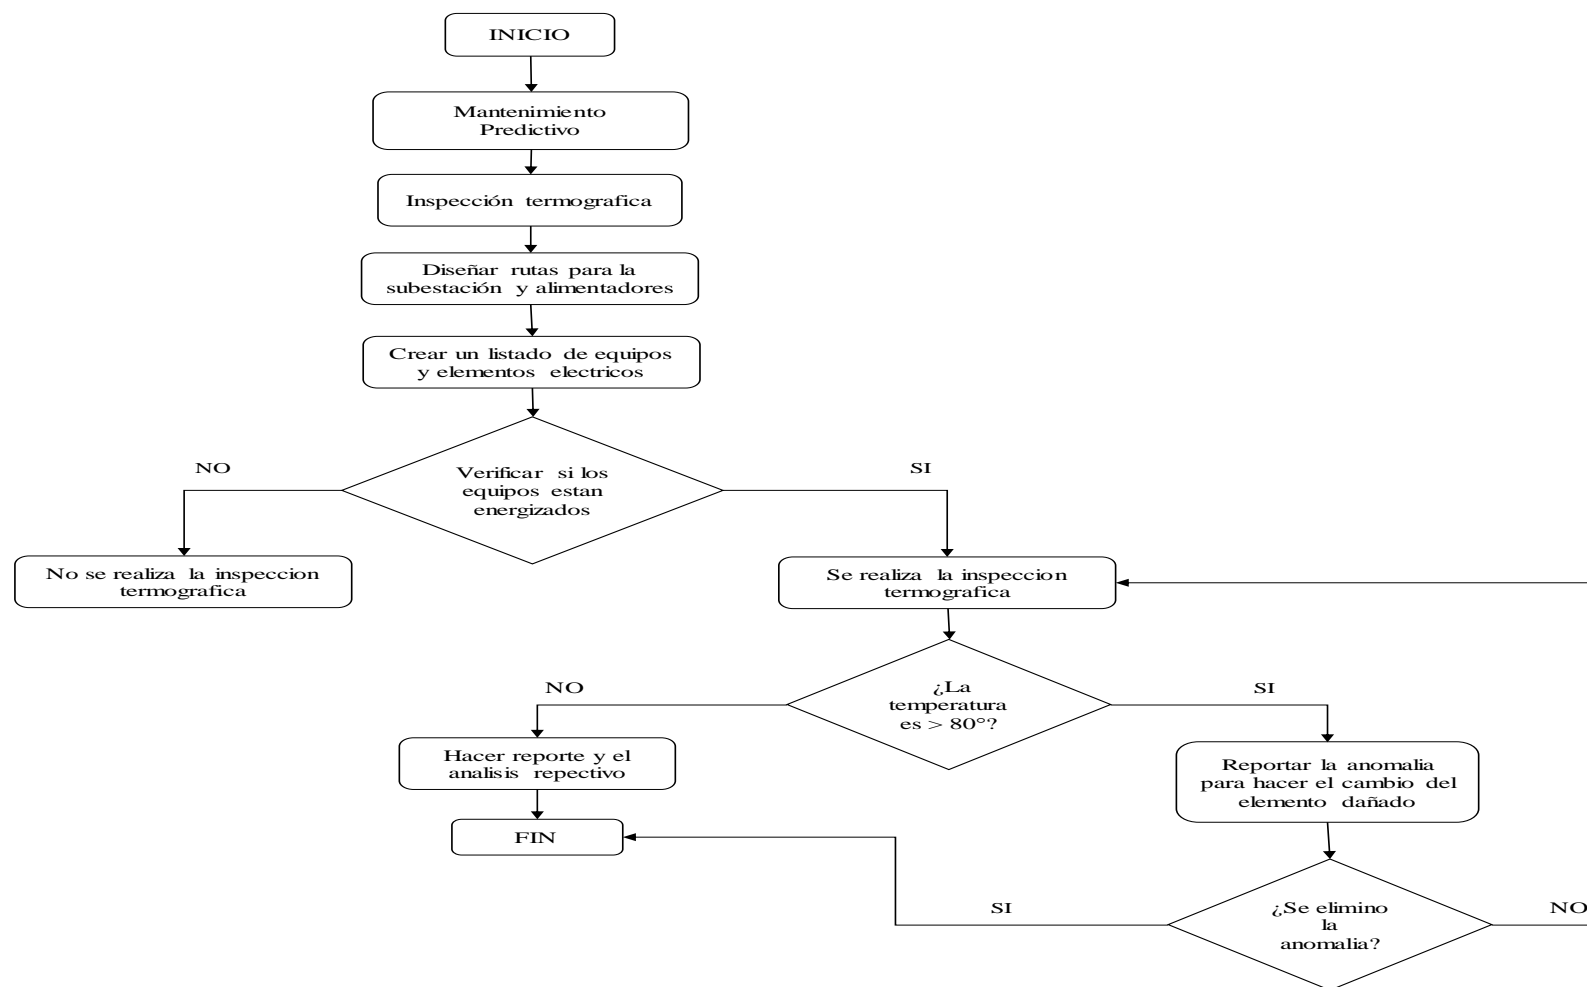 INICIO
Mantenimiento
Predictivo
Inspección termografica
Diseñar rutas para la
subestación y alimentadores
Crear un listado de equipos
y elementos electricos
NO
SI
Verificar si los
equipos estan
energizados
No se realiza la inspeccion
termografica
Se realiza la inspeccion
termografica
NO
SI
¿La
temperatura
es > 80°?
Hacer reporte y el
analisis repectivo
Reportar la anomalia
para hacer el cambio del
elemento dañado
FIN
SI
NO
¿Se elimino
la
anomalia?